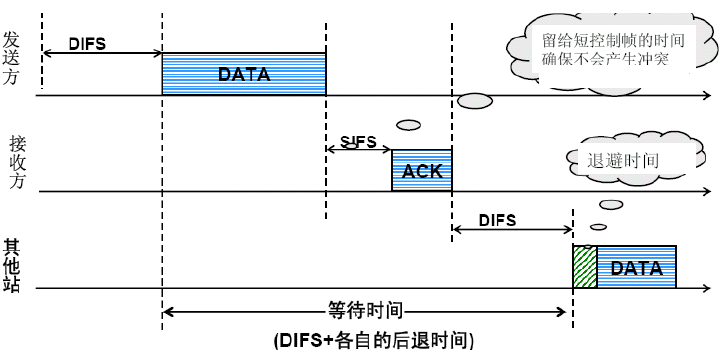 发送方
DIFS
DATA
留给短控制帧的时间
确保不会产生冲突
接收方
SIFS
ACK
退避时间
DIFS
其他站
DATA
等待时间
(DIFS+各自的后退时间)